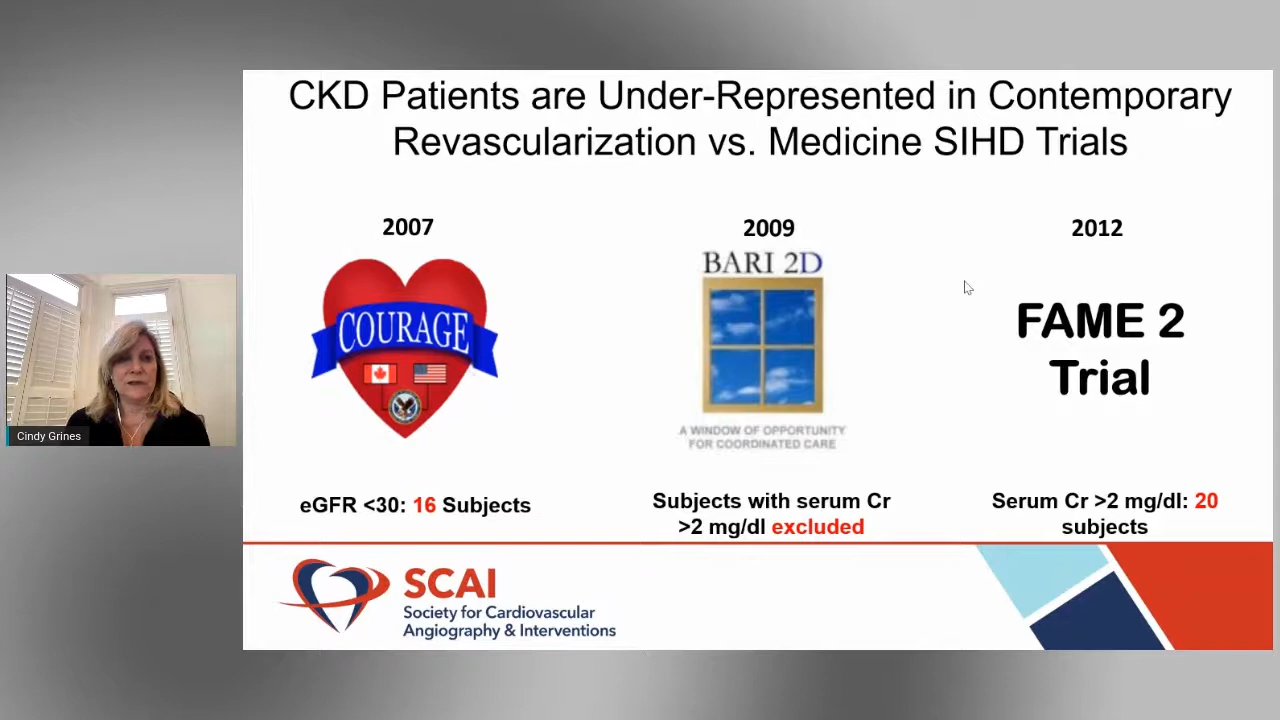 CKD Patients are Under-Represented in Contemporary
Revascularization vs. Medicine SIHD Trials
2007
COURAGE
eGFR <30: 16 Subjects
2009
BARI 2D
A WINDOW OF OPPORTUNITY
FOR COORDINATED CARE
Subjects with serum Cr
>2 mg/dl excluded
2012
FAME 2
Trial
Serum Cr >2 mg/dl: 20
subjects
Cindy Grines
SCAI
Society for Cardiovascular
Angiography & Interventions